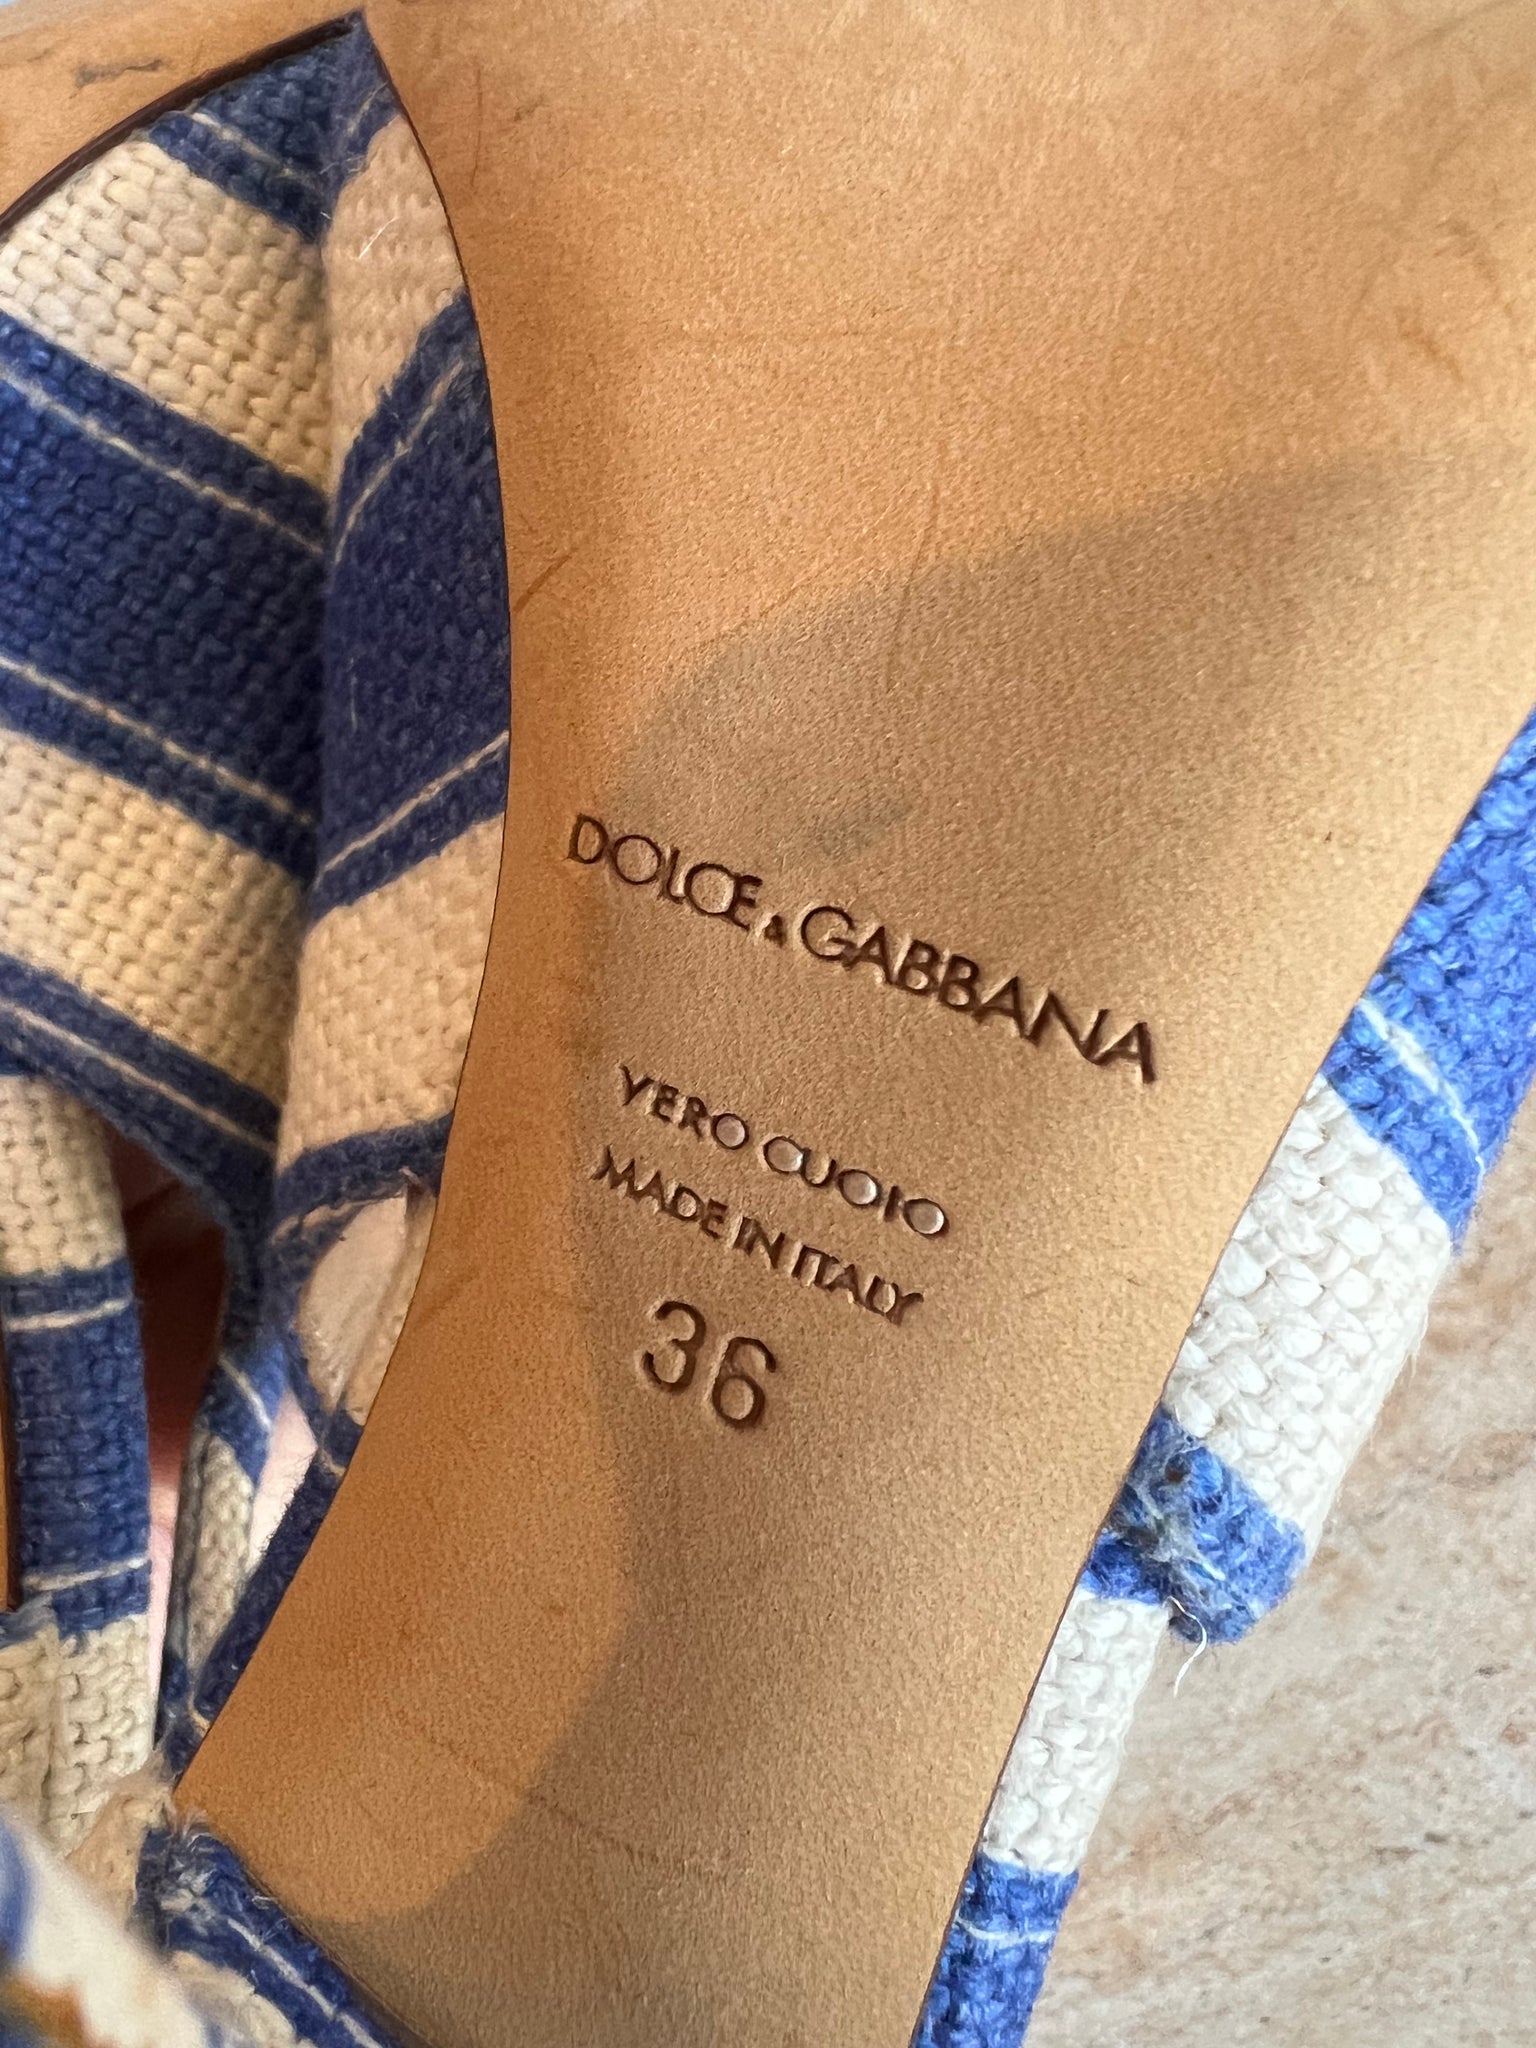 DOLCE & GABBANA
VERO CUOIO
MADE IN ITALY
36